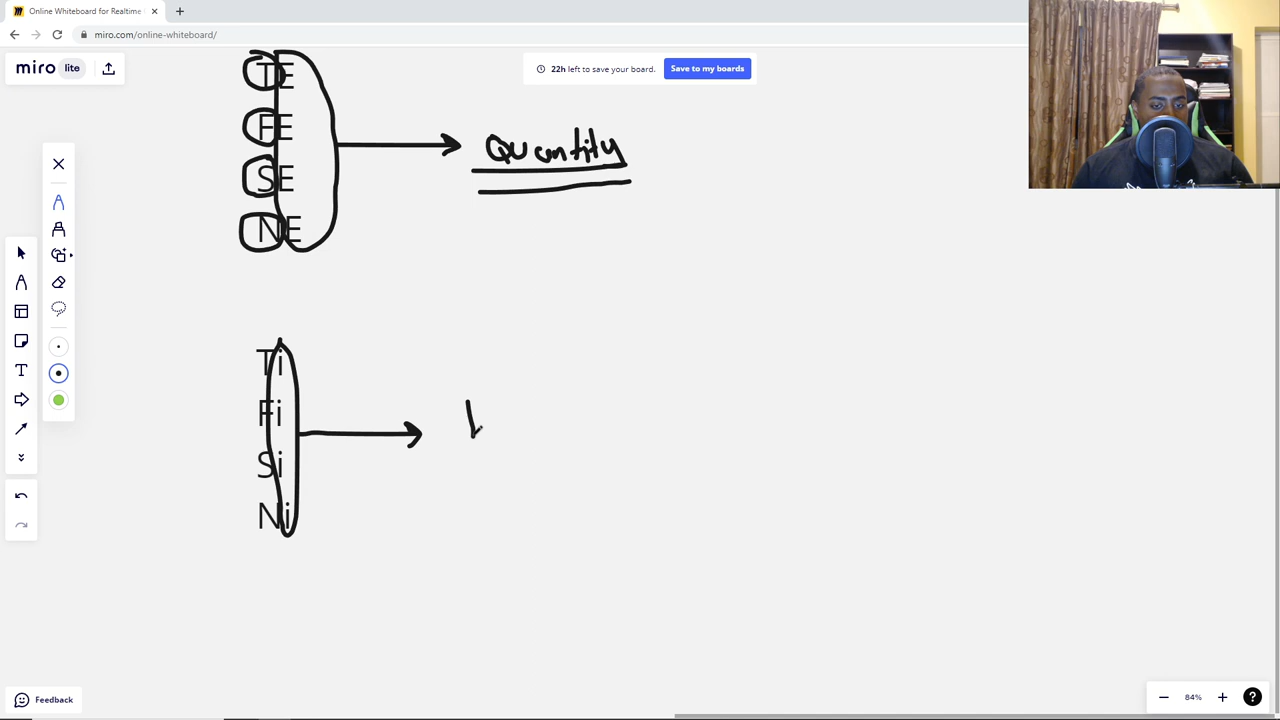 Online Whiteboard for Realtime
miro.com/online-whiteboard/
miro lite
22h left to save your board. Save to my boards
TE
FE
SE
NE
Quantity
Ti
Fi
Si
Ni
T
Feedback
84%